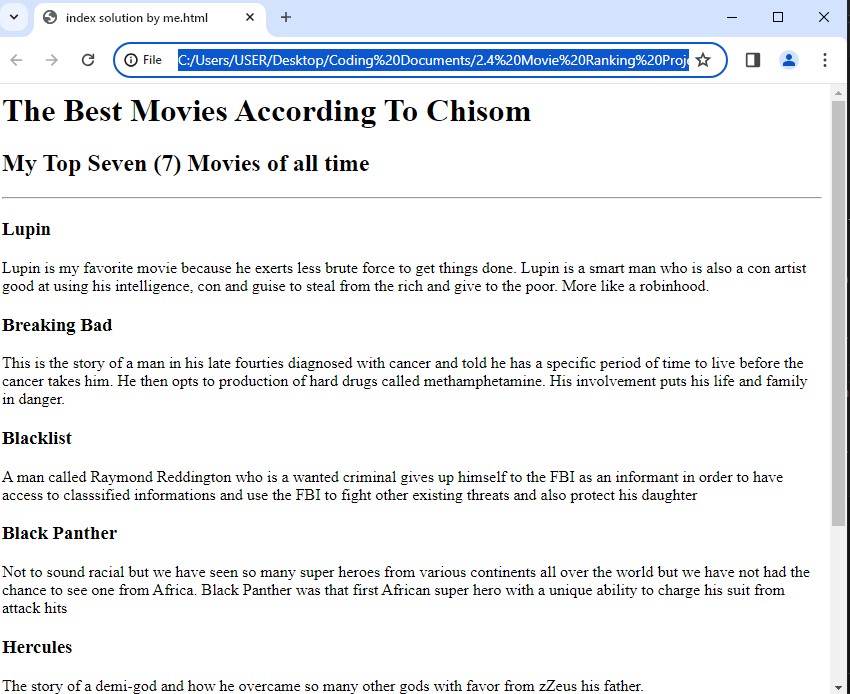 index solution by me.html
File C:/Users/USER/Desktop/Coding%20Documents/2.4%20Movie%20Ranking%20Proj
The Best Movies According To Chisom
My Top Seven (7) Movies of all time
Lupin
Lupin is my favorite movie because he exerts less brute force to get things done. Lupin is a smart man who is also a con artist
good at using his intelligence, con and guise to steal from the rich and give to the poor. More like a robinhood.
Breaking Bad
This is the story of a man in his late fourties diagnosed with cancer and told he has a specific period of time to live before the
cancer takes him. He then opts to production of hard drugs called methamphetamine. His involvement puts his life and family
in danger.
Blacklist
A man called Raymond Reddington who is a wanted criminal gives up himself to the FBI as an informant in order to have
access to classsified informations and use the FBI to fight other existing threats and also protect his daughter
Black Panther
Not to sound racial but we have seen so many super heroes from various continents all over the world but we have not had the
chance to see one from Africa. Black Panther was that first African super hero with a unique ability to charge his suit from
attack hits
Hercules
The story of a demi-god and how he overcame so many other gods with favor from zZeus his father.